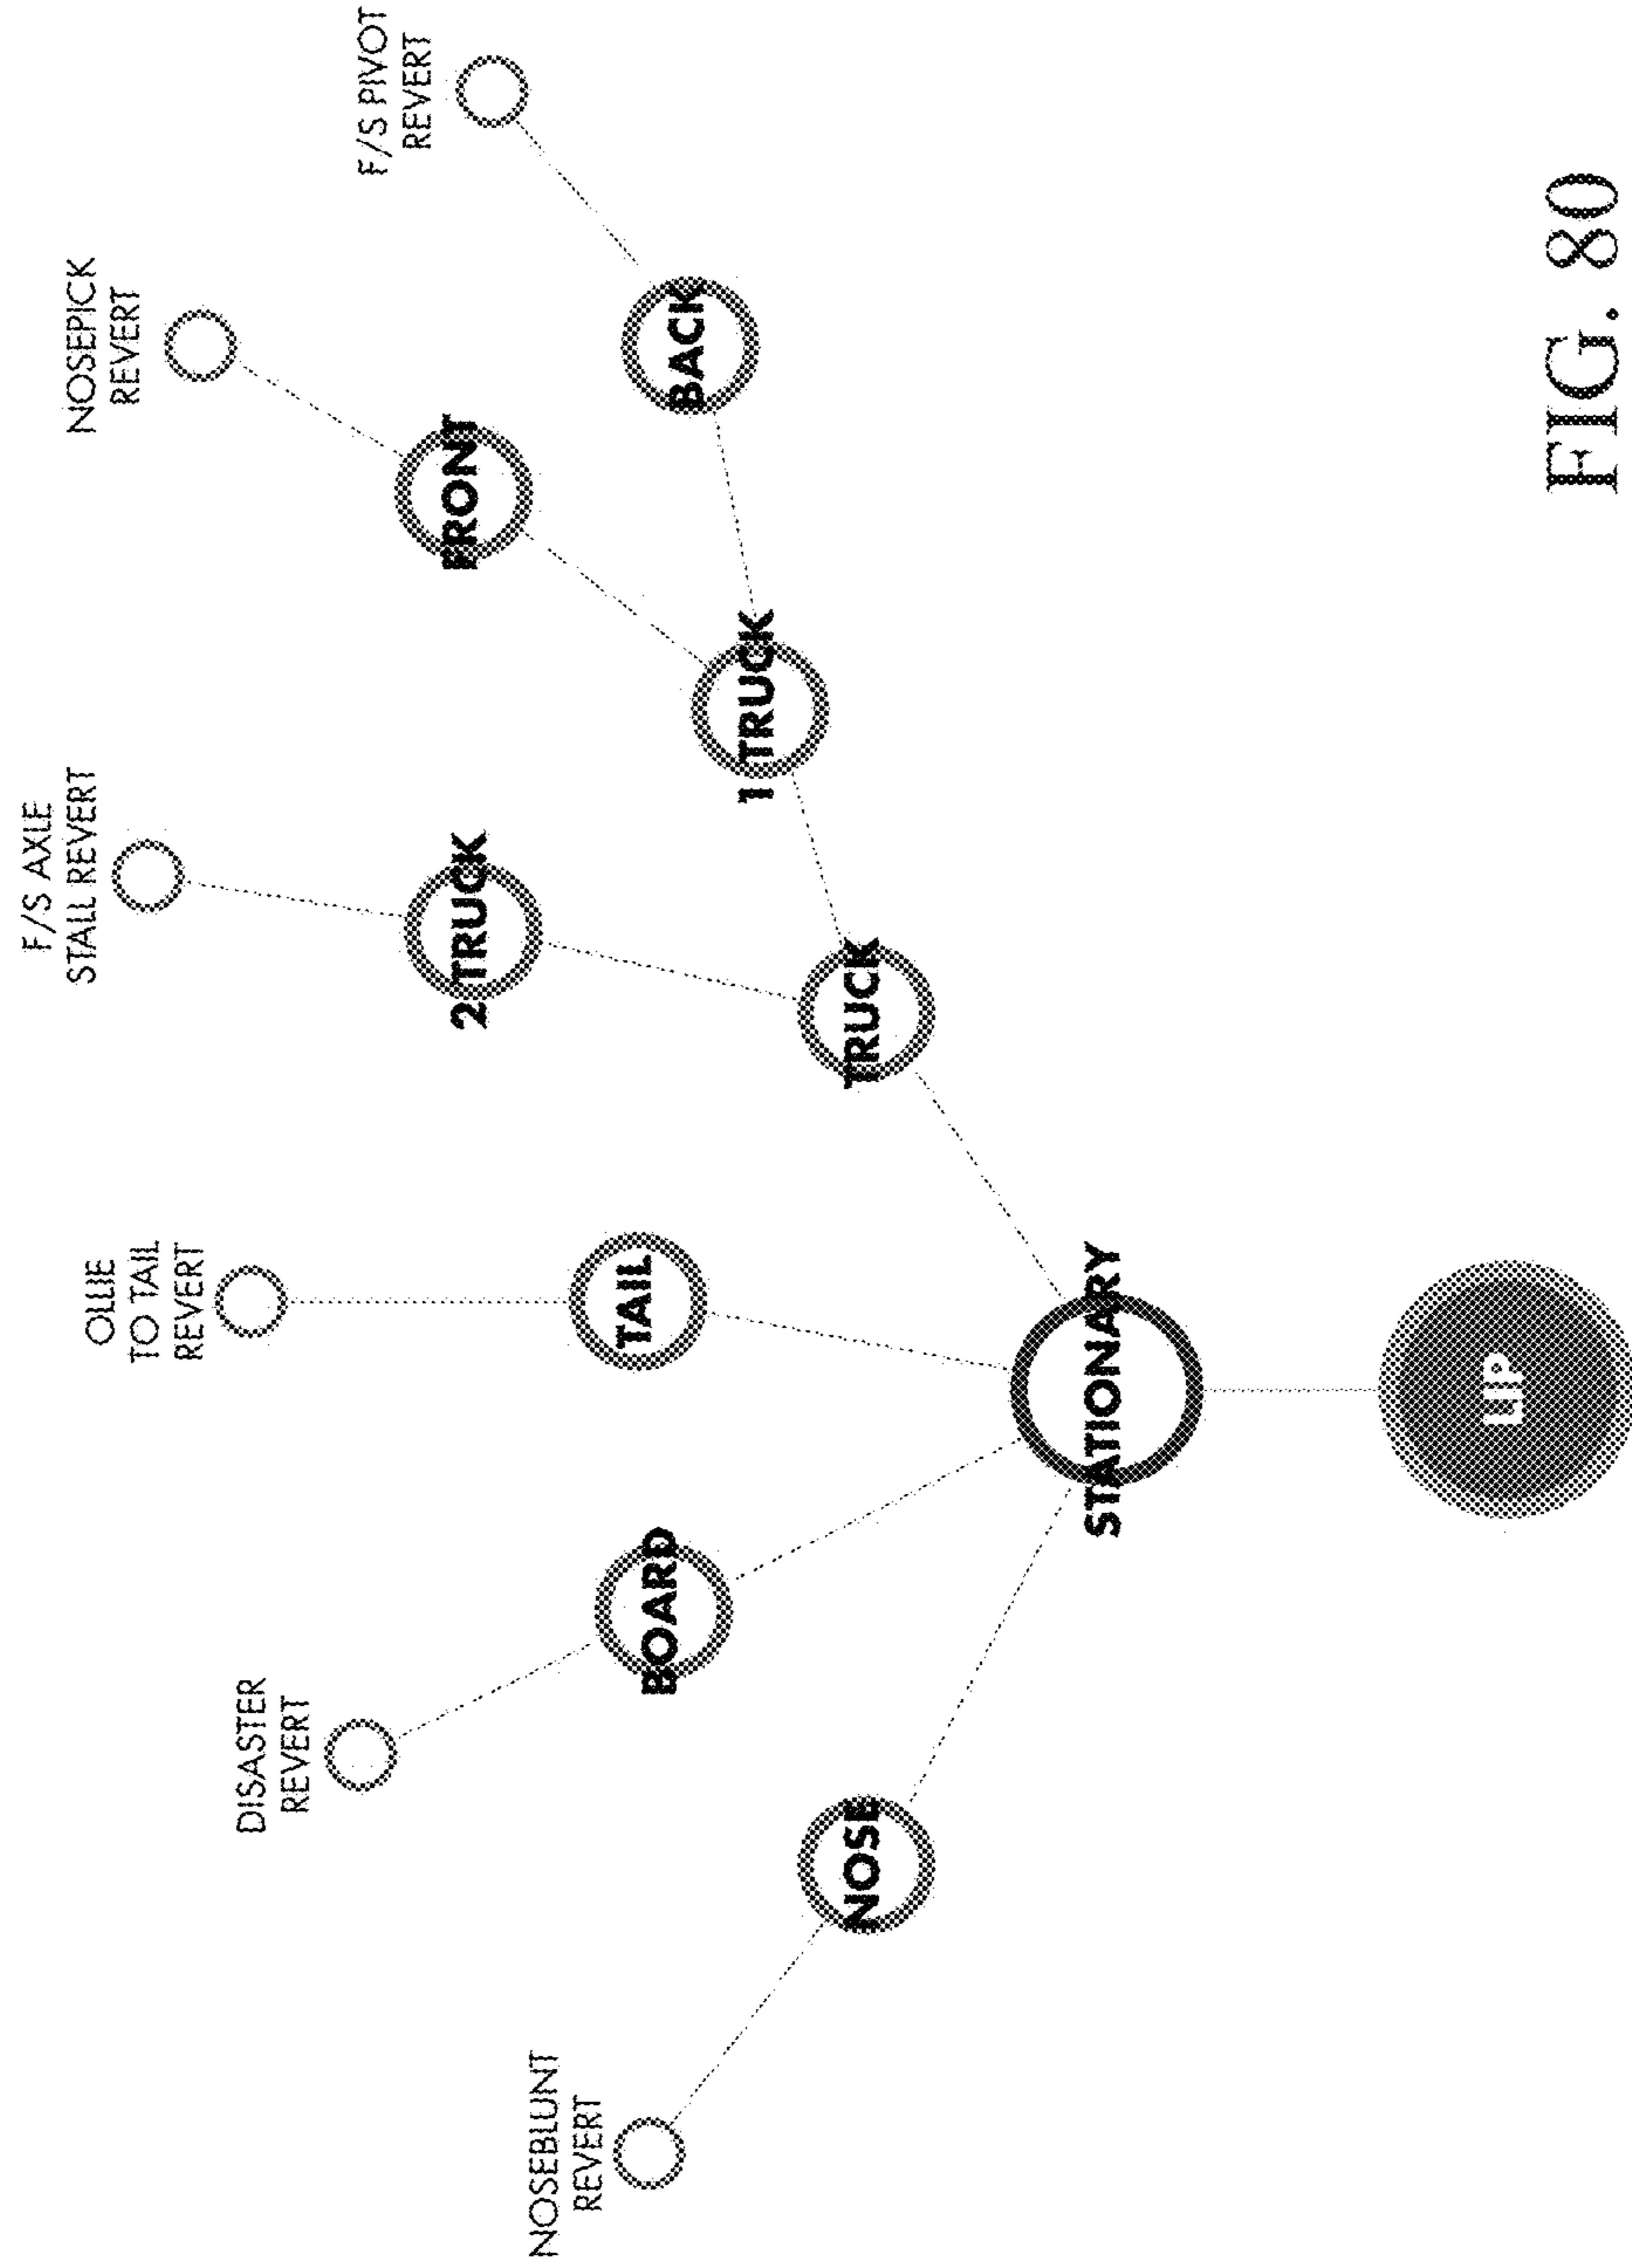 NOSEBLUNT
REVERT
DISASTER
REVERT
OLLIE
TO TAIL
REVERT
F/S AXLE
STALL REVERT
NOSEPICK
REVERT
F/S PIVOT
REVERT
NOSE
BOARD
TAIL
2 TRUCK
FRONT
BACK
1 TRUCK
TRUCK
STATIONARY
LIP
FIG. 80